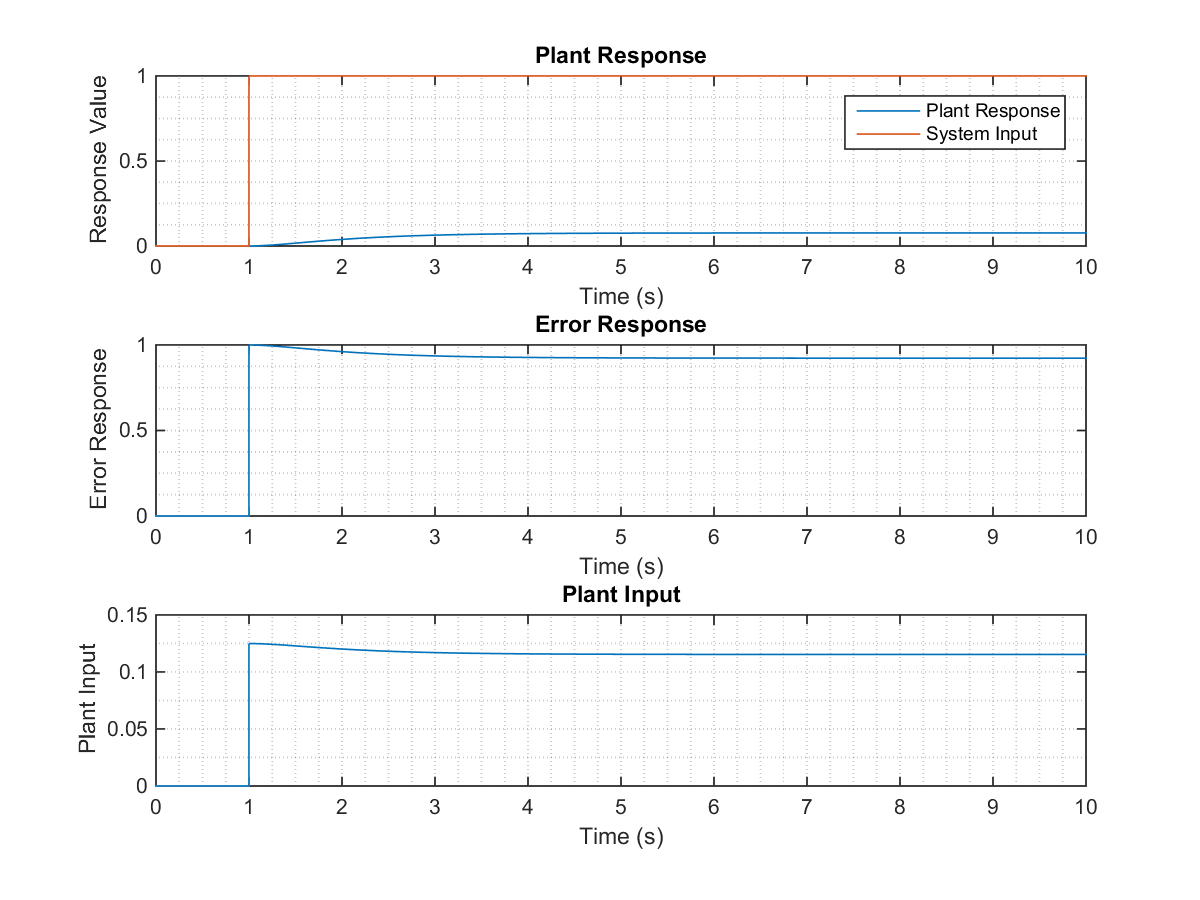 Plant Response
Response Value
1
0.5
0
Plant Response
System Input
0 1 2 3 4 5 6 7 8 9 10
Time (s)
Error Response
Error Response
1
0.5
0
0 1 2 3 4 5 6 7 8 9 10
Time (s)
Plant Input
Plant Input
0.15
0.1
0.05
0
0 1 2 3 4 5 6 7 8 9 10
Time (s)